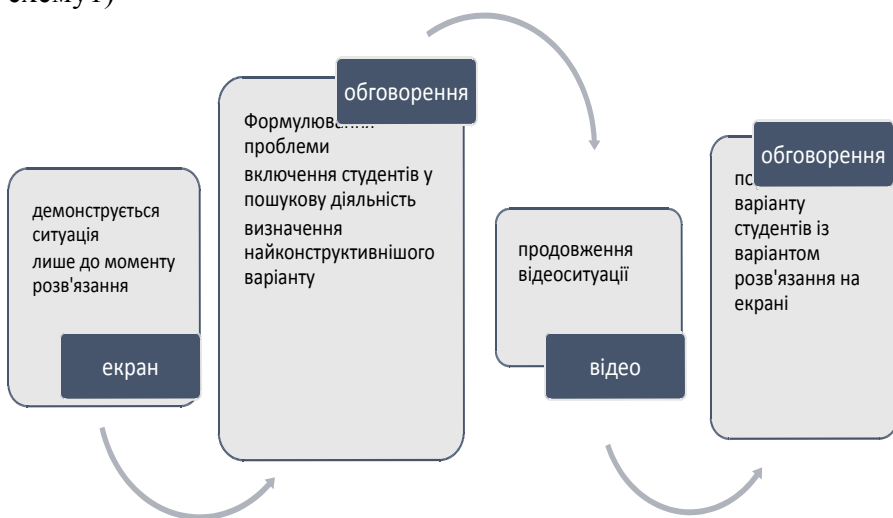 екран
демонструється
ситуація
лише до моменту
розв'язання
обговорення
Формулювання
проблеми
включення студентів у
пошукову діяльність
визначення
найконструктивнішого
варіанту
відео
продовження
відеоситуації
обговорення
варіанту
студентів із
варіантом
розв'язання на
екрані